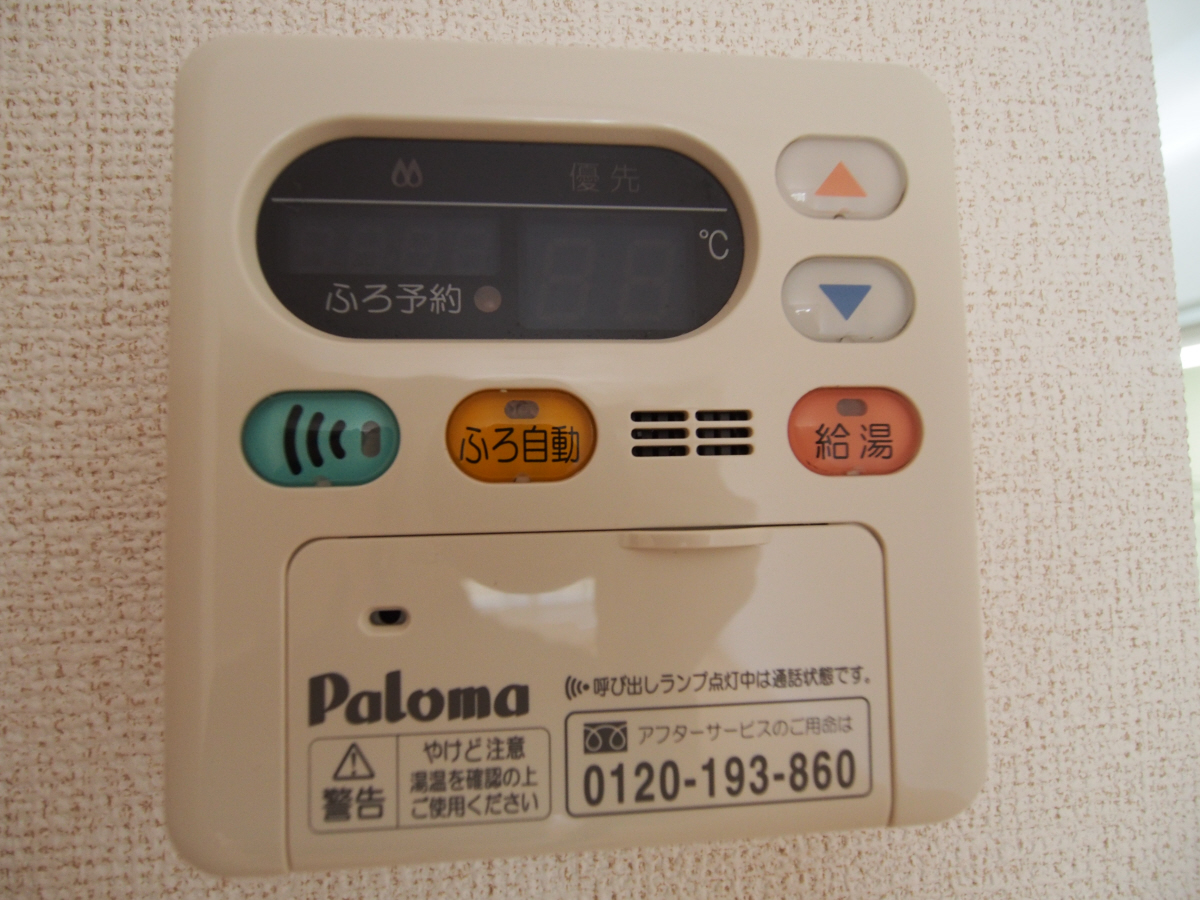 優先
℃
ふろ予約
ふろ自動
給湯
Paloma
呼び出しランプ点灯中は通話状態です。
警告
やけど注意
湯温を確認の上
ご使用ください
アフターサービスのご用命は
0120-193-860